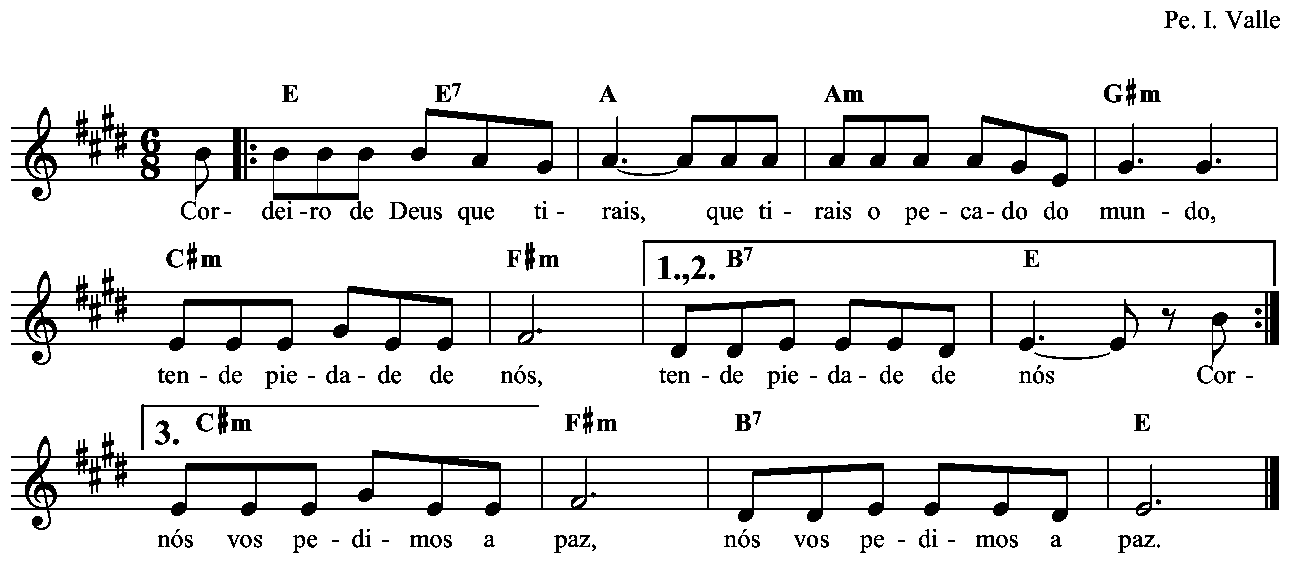 Pe. I. Valle
E E7 A Am G#m
6
8
Cor- dei-ro de Deus que ti- rais, que ti- rais o pe-ca-do do mun-do,
C#m F#m 1.,2. B7 E
ten-de pie-da-de de nós, ten-de pie-da-de de nós Cor-
3. C#m F#m B7 E
nós vos pe-di-mos a paz, nós vos pe-di-mos a paz.